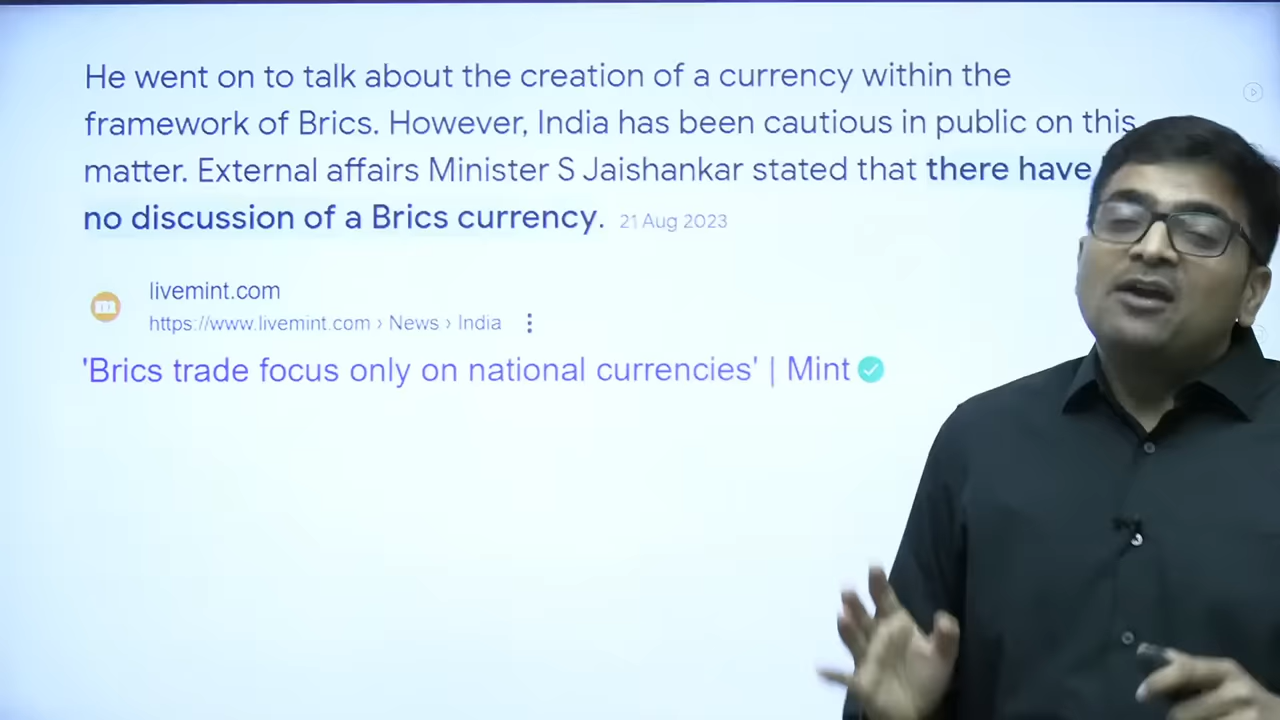 He went on to talk about the creation of a currency within the
framework of Brics. However, India has been cautious in public on this
matter. External affairs Minister S Jaishankar stated that there have
no discussion of a Brics currency. 21 Aug 2023
m
livemint.com
https://www.livemint.com › News › India
'Brics trade focus only on national currencies' | Mint